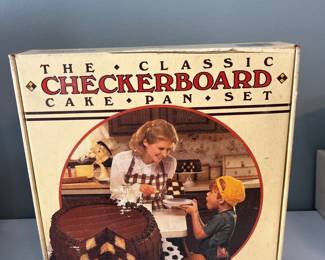 THE • CLASSIC
CHECKERBOARD
CAKE • PAN • SET